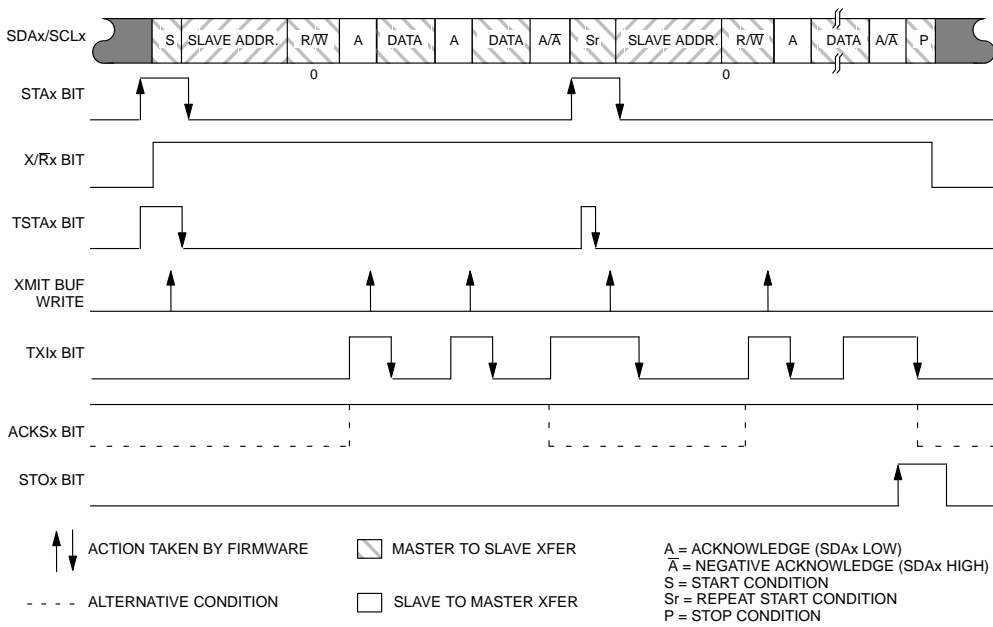 SDAx/SCLx S SLAVE ADDR. R/W̅ A DATA A DATA A/A̅ Sr SLAVE ADDR. R/W̅ A DATA A/A̅ P
0 0
STAx BIT
X/R̅x BIT
TSTAx BIT
XMIT BUF
WRITE
TXIx BIT
ACKSx BIT
STOx BIT
ACTION TAKEN BY FIRMWARE
ALTERNATIVE CONDITION
MASTER TO SLAVE XFER
SLAVE TO MASTER XFER
A = ACKNOWLEDGE (SDAx LOW)
A̅ = NEGATIVE ACKNOWLEDGE (SDAx HIGH)
S = START CONDITION
Sr = REPEAT START CONDITION
P = STOP CONDITION